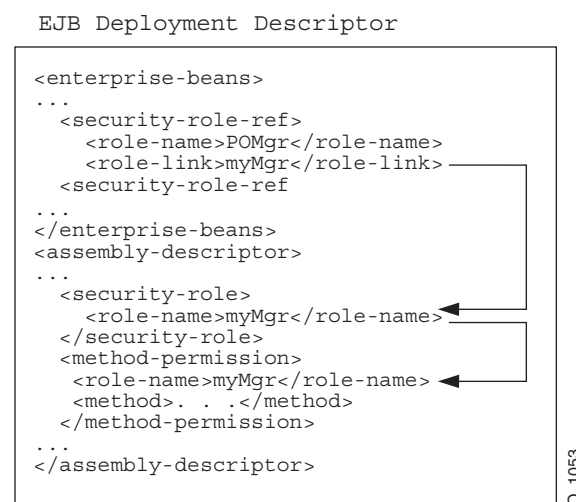 EJB Deployment Descriptor
<enterprise-beans>
...
<security-role-ref>
<role-name>POMgr</role-name>
<role-link>myMgr</role-link>
<security-role-ref
...
</enterprise-beans>
<assembly-descriptor>
...
<security-role>
<role-name>myMgr</role-name>
</security-role>
<method-permission>
<role-name>myMgr</role-name>
<method>. . .</method>
</method-permission>
...
</assembly-descriptor>
1053